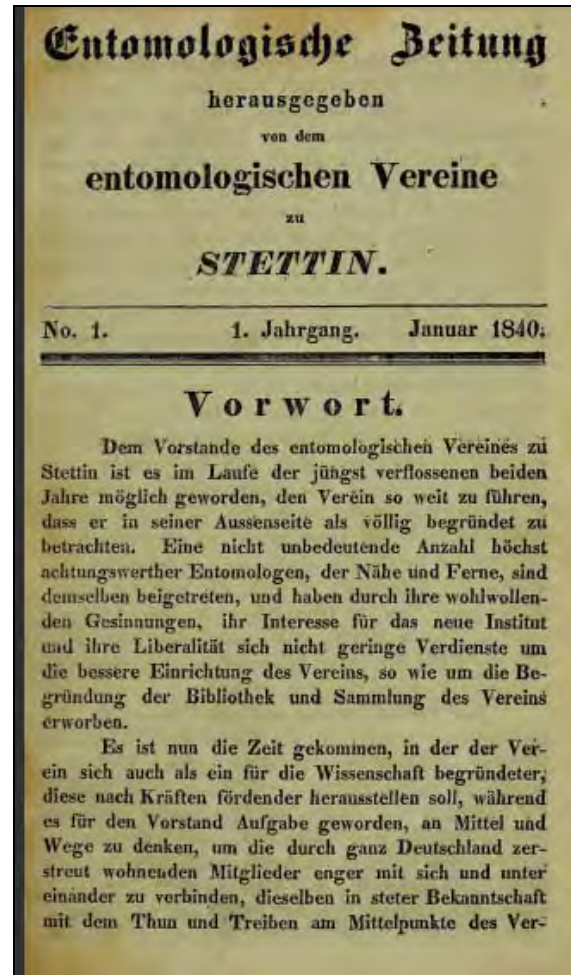 Entomologische Zeitung
herausgegeben
von dem
entomologischen Vereine
zu
STETTIN.
No. 1. 1. Jahrgang. Januar 1840.
Vorwort.
Dem Vorstande des entomologischen Vereines zu
Stettin ist es im Laufe der jüngst verflossenen beiden
Jahre möglich geworden, den Verein so weit zu führen,
dass er in seiner Aussenseite als völlig begründet zu
betrachten. Eine nicht unbedeutende Anzahl höchst
achtungswerther Entomologen, der Nähe und Ferne, sind
demselben beigetreten, und haben durch ihre wohlwollen-
den Gesinnungen, ihr Interesse für das neue Institut
und ihre Liberalität sich nicht geringe Verdienste um
die bessere Einrichtung des Vereins, so wie um die Be-
gründung der Bibliothek und Sammlung des Vereins
erworben.
Es ist nun die Zeit gekommen, in der der Ver-
ein sich auch als ein für die Wissenschaft begründeter,
diese nach Kräften fördender herausstellen soll, während
es für den Vorstand Aufgabe geworden, an Mittel und
Wege zu denken, um die durch ganz Deutschland zer-
streut wohnenden Mitglieder enger mit sich und unter
einander zu verbinden, dieselben in steter Bekanntschaft
mit dem Thun und Treiben am Mittelpunkte des Ver-